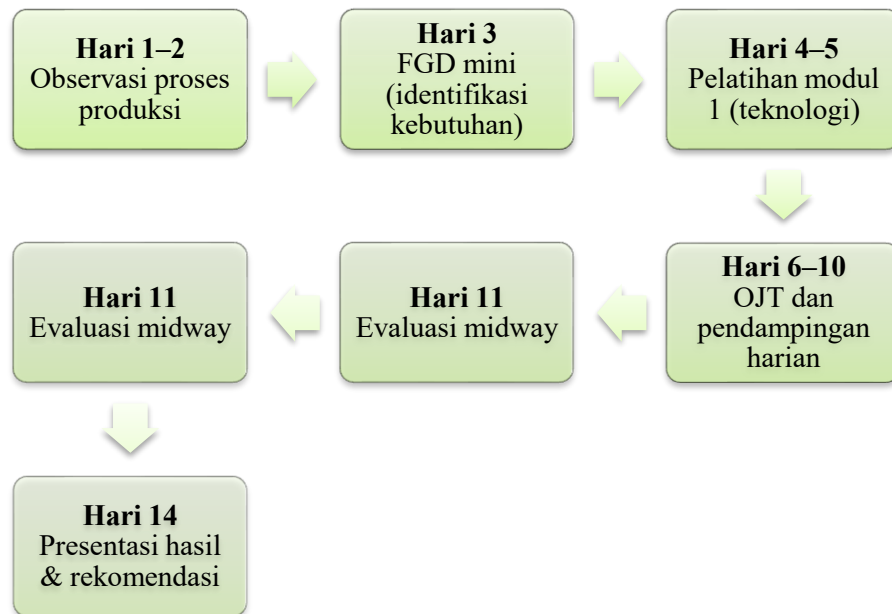 Hari 1–2
Observasi proses
produksi
Hari 3
FGD mini
(identifikasi
kebutuhan)
Hari 4–5
Pelatihan modul
1 (teknologi)
Hari 6–10
OJT dan
pendampingan
harian
Hari 11
Evaluasi midway
Hari 11
Evaluasi midway
Hari 14
Presentasi hasil
& rekomendasi